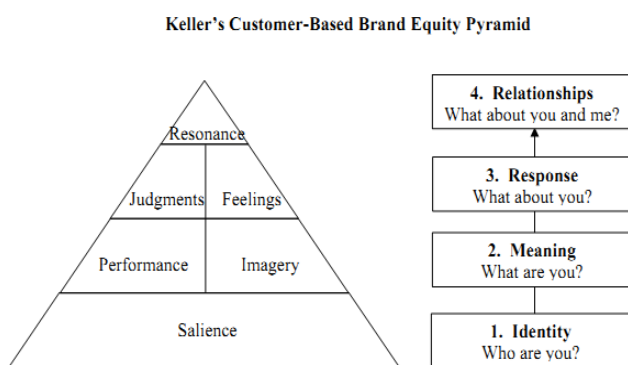 Keller's Customer-Based Brand Equity Pyramid
Resonance
Judgments
Feelings
Performance
Imagery
Salience
4. Relationships
What about you and me?
3. Response
What about you?
2. Meaning
What are you?
1. Identity
Who are you?